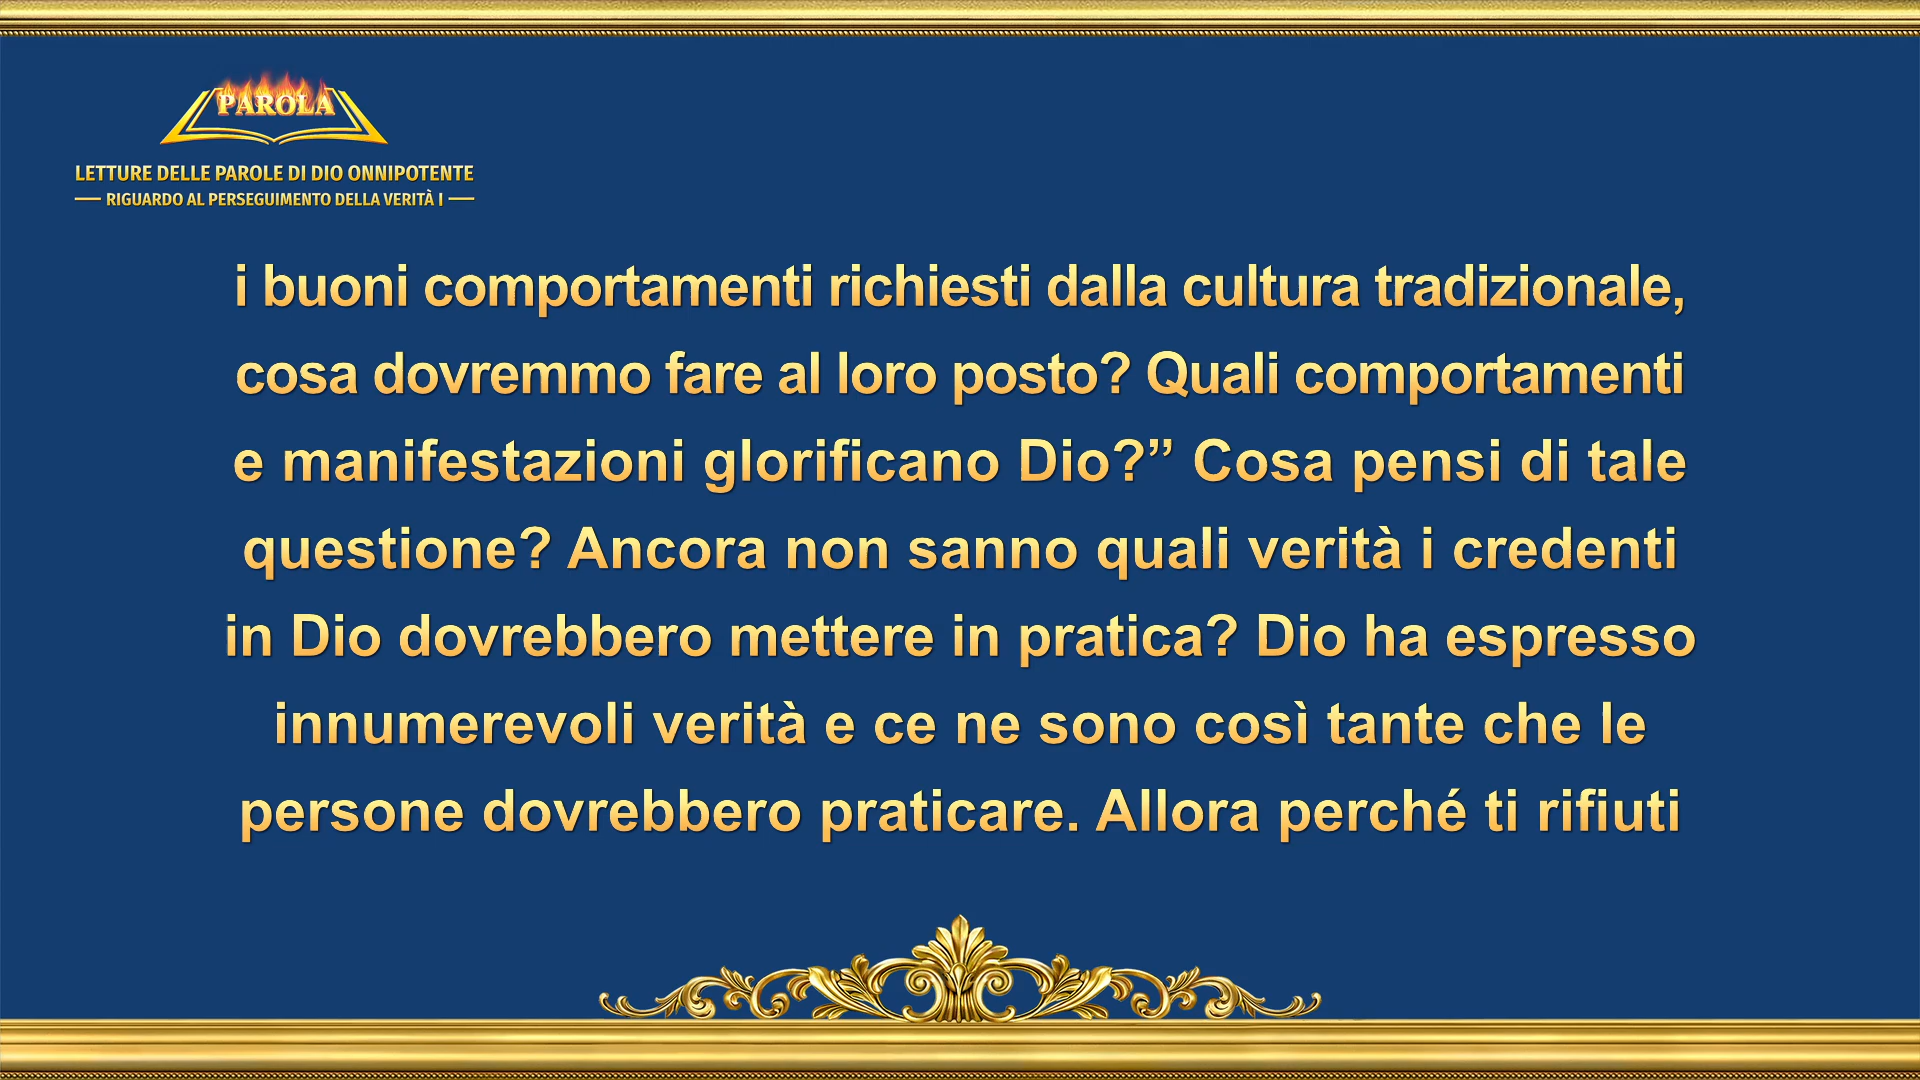 PAROLA
LETTURE DELLE PAROLE DI DIO ONNIPOTENTE
RIGUARDO AL PERSEGUIMENTO DELLA VERITÀ I
i buoni comportamenti richiesti dalla cultura tradizionale,
cosa dovremmo fare al loro posto? Quali comportamenti
e manifestazioni glorificano Dio?” Cosa pensi di tale
questione? Ancora non sanno quali verità i credenti
in Dio dovrebbero mettere in pratica? Dio ha espresso
innumerevoli verità e ce ne sono così tante che le
persone dovrebbero praticare. Allora perché ti rifiuti